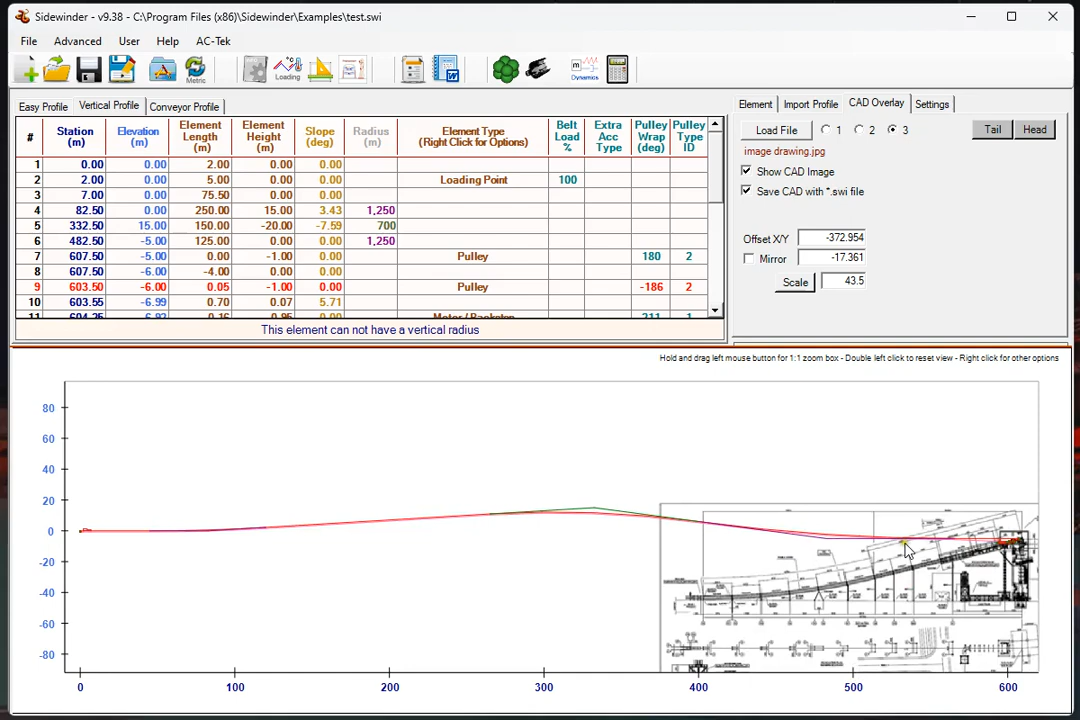 Sidewinder - v9.38 - C:\Program Files (x86)\Sidewinder\Examples\test.swi
File Advanced User Help AC-Tek
Metric Loading Dynamics
Easy Profile Vertical Profile Conveyor Profile
Element Import Profile CAD Overlay Settings
# Station (m) Elevation (m) Element Length (m) Element Height (m) Slope (deg) Radius (m) Element Type (Right Click for Options) Belt Load % Extra Acc Type Pulley Wrap (deg) Pulley Type ID
1 0.00 0.00 2.00 0.00 0.00
2 2.00 0.00 5.00 0.00 0.00 Loading Point 100
3 7.00 0.00 75.50 0.00 0.00
4 82.50 0.00 250.00 15.00 3.43 1,250
5 332.50 15.00 150.00 -20.00 -7.59 700
6 482.50 -5.00 125.00 0.00 0.00 1,250
7 607.50 -5.00 0.00 -1.00 0.00 Pulley 180 2
8 607.50 -6.00 -4.00 0.00 0.00
9 603.50 -6.00 0.05 -1.00 0.00 Pulley -186 2
10 603.55 -6.99 0.70 0.07 5.71
This element can not have a vertical radius
Load File 1 2 3 Tail Head
image drawing.jpg
Show CAD Image
Save CAD with *.swi file
Offset X/Y -372.954
Mirror -17.361
Scale 43.5
Hold and drag left mouse button for 1:1 zoom box - Double left click to reset view - Right click for other options
80
60
40
20
0
-20
-40
-60
-80
0 100 200 300 400 500 600